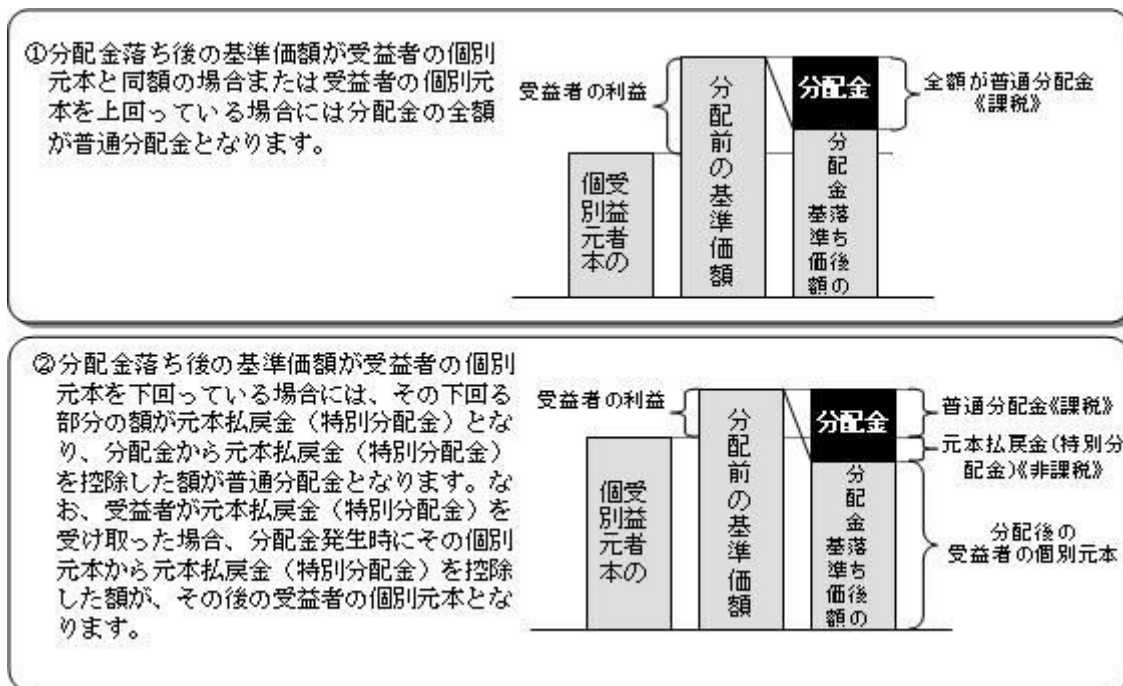 ①分配金落ち後の基準価額が受益者の個別
元本と同額の場合または受益者の個別元
本を上回っている場合には分配金の全額
が普通分配金となります。
受益者の利益
受益者の
個別元本
分配前の基準価額
分配金
分配金落ち後の
基準価額
全額が普通分配金
《課税》
②分配金落ち後の基準価額が受益者の個別
元本を下回っている場合には、その下回る
部分の額が元本払戻金（特別分配金）とな
り、分配金から元本払戻金（特別分配金）
を控除した額が普通分配金となります。な
お、受益者が元本払戻金（特別分配金）を
受け取った場合、分配金発生時にその個別
元本から元本払戻金（特別分配金）を控除
した額が、その後の受益者の個別元本とな
ります。
受益者の利益
受益者の
個別元本
分配前の基準価額
分配金
分配金落ち後の
基準価額
普通分配金《課税》
元本払戻金（特別分
配金）《非課税》
分配後の
受益者の個別元本